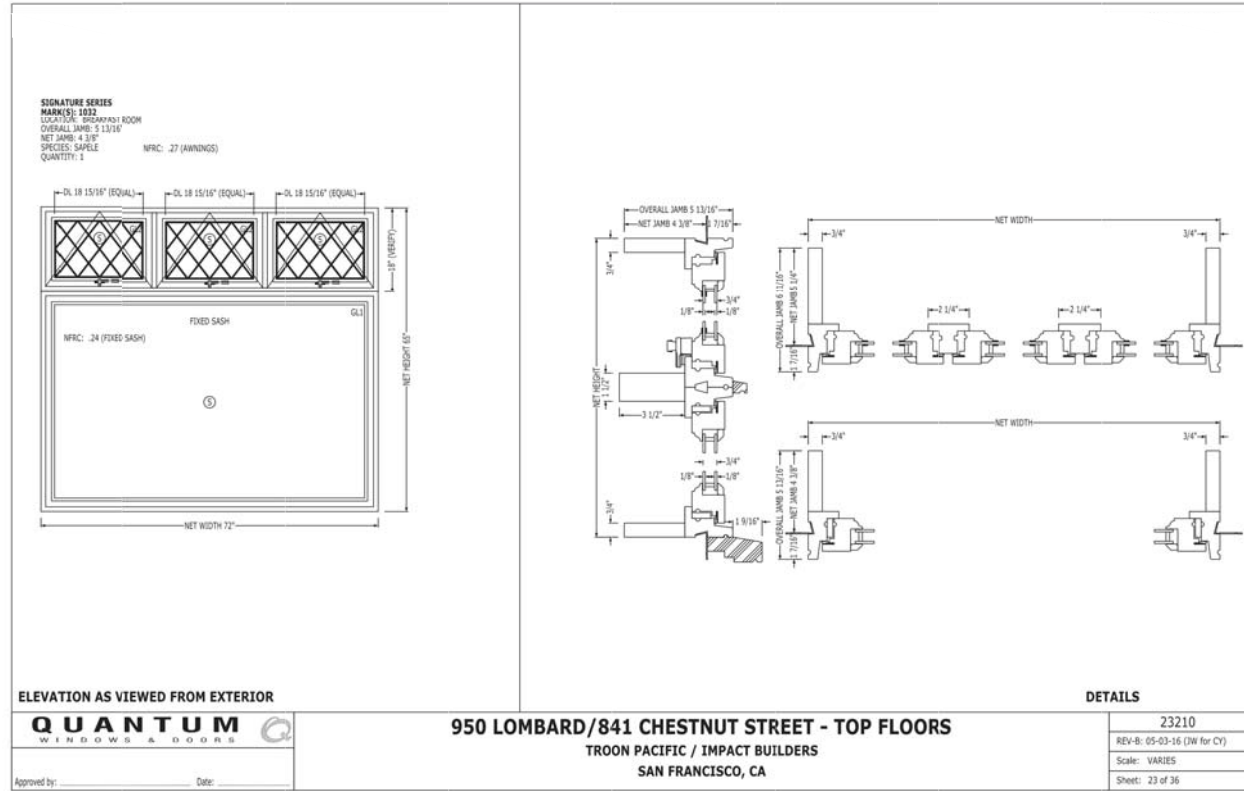 SIGNATURE SERIES
MARK(S): 1032
LOCATION: BREAKFAST ROOM
OVERALL JAMB: 5 13/16"
NET JAMB: 4 3/8"
SPECIES: SAPELE
NFRC: .27 (AWNINGS)
QUANTITY: 1
DL 18 15/16" (EQUAL)
DL 18 15/16" (EQUAL)
DL 18 15/16" (EQUAL)
S
S
S
18" (VERIFY)
FIXED SASH
GL1
NFRC: .24 (FIXED SASH)
S
NET HEIGHT 65"
NET WIDTH 72"
OVERALL JAMB 5 13/16"
NET JAMB 4 3/8"
1 7/16"
3/4"
3/4"
1/8"
1/8"
NET HEIGHT
1 1/2"
3 1/2"
3/4"
1/8"
1/8"
3/4"
1 9/16"
NET WIDTH
3/4"
3/4"
NET JAMB 5 1/4"
1 7/16"
2 1/4"
2 1/4"
NET WIDTH
3/4"
3/4"
OVERALL JAMB 5 13/16"
NET JAMB 4 3/8"
1 7/16"
ELEVATION AS VIEWED FROM EXTERIOR
DETAILS
QUANTUM
WINDOWS & DOORS
Approved by:
Date:
950 LOMBARD/841 CHESTNUT STREET - TOP FLOORS
TROON PACIFIC / IMPACT BUILDERS
SAN FRANCISCO, CA
23210
REV-B: 05-03-16 (JW for CY)
Scale: VARIES
Sheet: 23 of 36